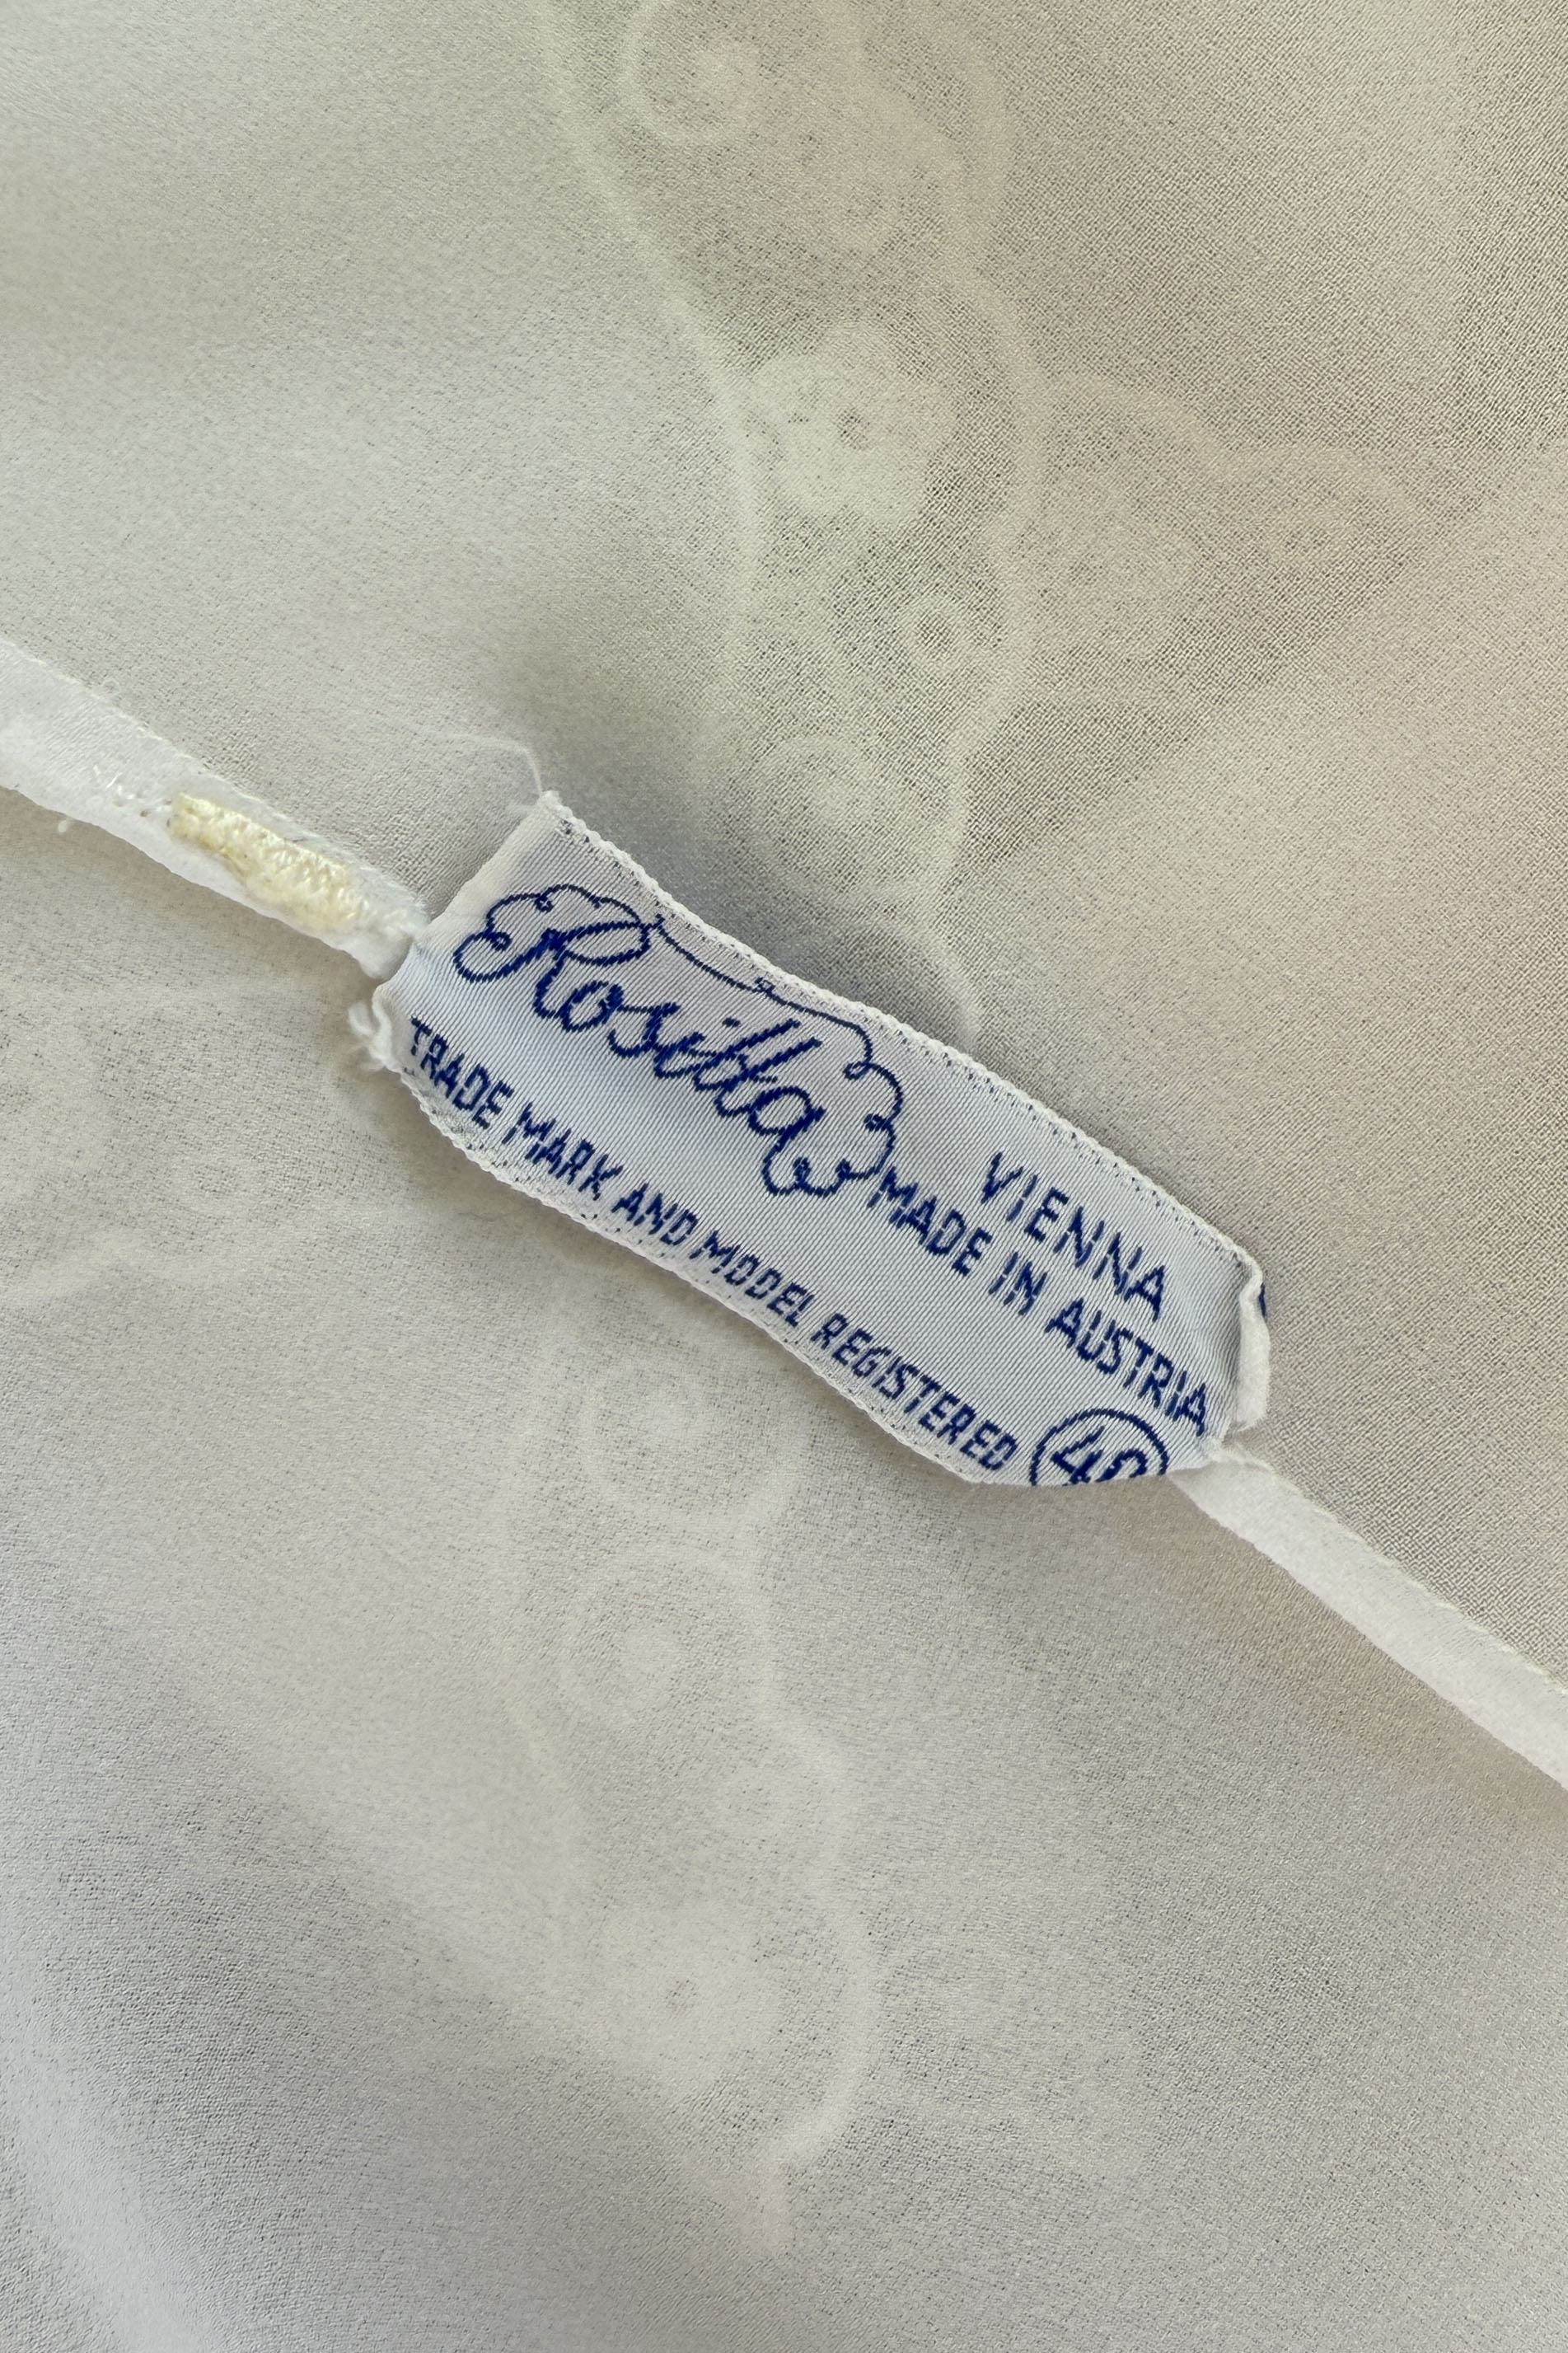 Rositta
VIENNA
MADE IN AUSTRIA
TRADE MARK AND MODEL REGISTERED